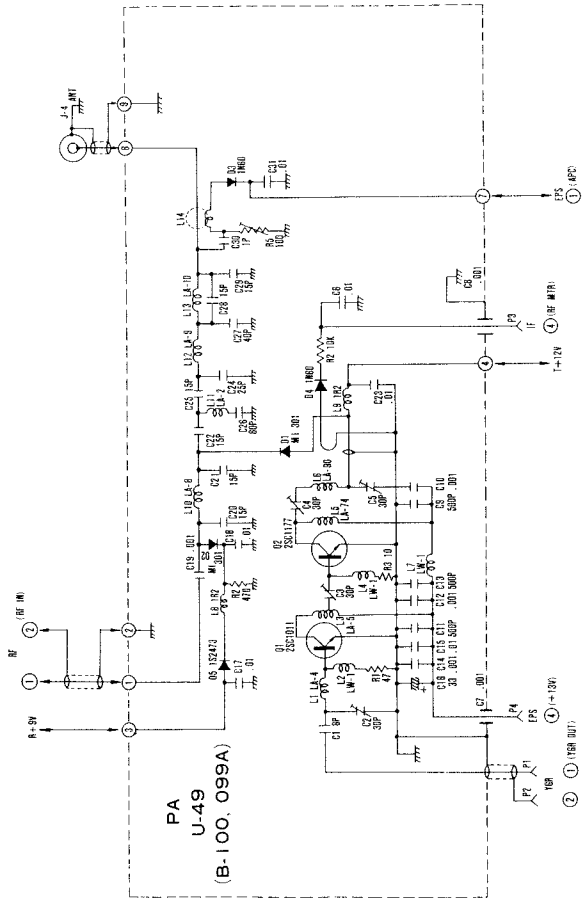 PA
U-49
(B-100, 099A)
J-4
ANT
8
9
L14
D3
1N60
C31
.01
C30
1P
R5
100
7
EPS
1 (APC)
L13 LA-10
C28
15P
C29
15P
C27
40P
L12 LA-9
C25
15P
C24
25P
L11
LA-2
C26
60P
C22
15P
C21
15P
L10 LA-8
C20
15P
C19 .001
D2
MI
301
C18
.01
D1
MI 301
L8 1R2
R2
470
D5 1S2473
C17
.01
RF
(RF IN)
1
2
1
2
R+9V
3
C6
.01
R2 10K
D4 1N60
L9 1R2
C23
.01
C8
.001
P3
IF
4 (RF MTR)
4
T+12V
Q2
2SC1177
C4
30P
L6
LA-90
L5
LA-74
C5
30P
C10
.001
C9
500P
R3 10
L4
LW-1
C3
30P
L7
LW-1
C13
500P
C12
.001
Q1
2SC1011
L3
LA-5
C11
500P
C15
.01
C14
.001
C16
33
L1 LA-4
L2
LW-1
R1
47
C1 8P
C2
30P
C7
.001
P4
EPS
4 (+13V)
P1
P2
YGR
1 (YGR OUT)
2